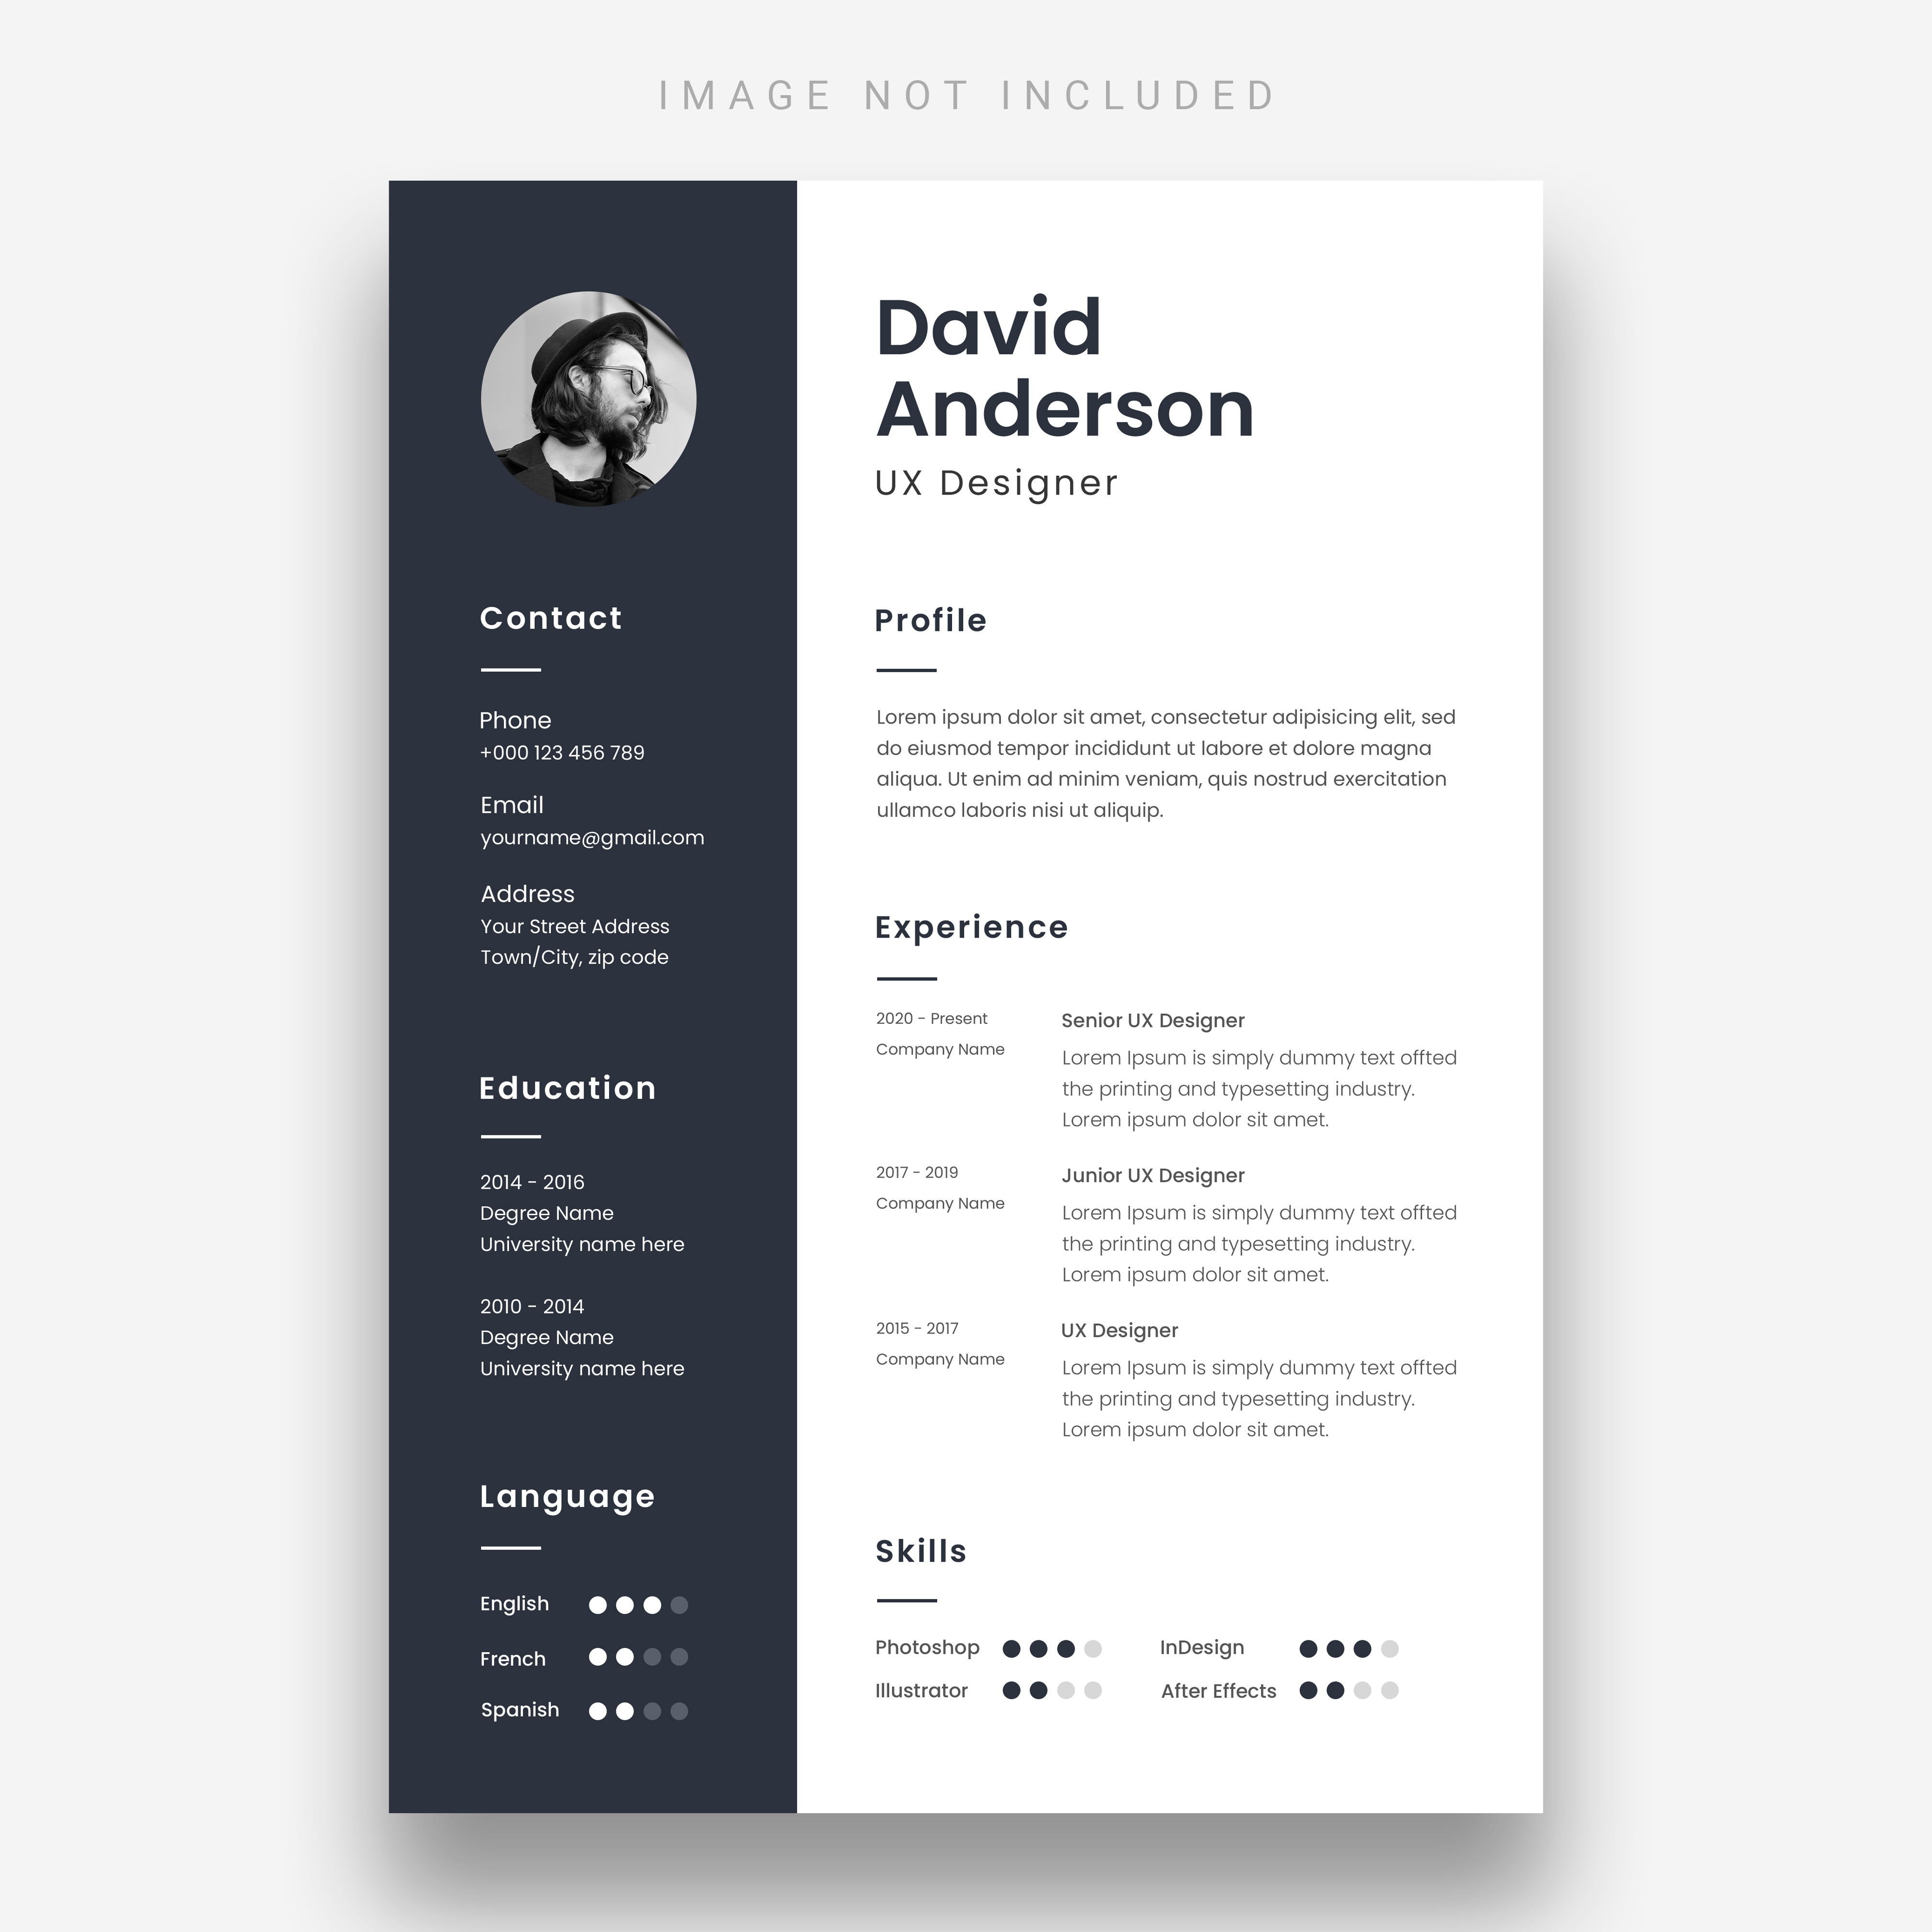 IMAGE NOT INCLUDED
David
Anderson
UX Designer
Contact
Phone
+000 123 456 789
Email
yourname@gmail.com
Address
Your Street Address
Town/City, zip code
Education
2014 - 2016
Degree Name
University name here
2010 - 2014
Degree Name
University name here
Language
English
French
Spanish
Profile
Lorem ipsum dolor sit amet, consectetur adipisicing elit, sed
do eiusmod tempor incididunt ut labore et dolore magna
aliqua. Ut enim ad minim veniam, quis nostrud exercitation
ullamco laboris nisi ut aliquip.
Experience
2020 - Present
Company Name
Senior UX Designer
Lorem Ipsum is simply dummy text offted
the printing and typesetting industry.
Lorem ipsum dolor sit amet.
2017 - 2019
Company Name
Junior UX Designer
Lorem Ipsum is simply dummy text offted
the printing and typesetting industry.
Lorem ipsum dolor sit amet.
2015 - 2017
Company Name
UX Designer
Lorem Ipsum is simply dummy text offted
the printing and typesetting industry.
Lorem ipsum dolor sit amet.
Skills
Photoshop
InDesign
Illustrator
After Effects